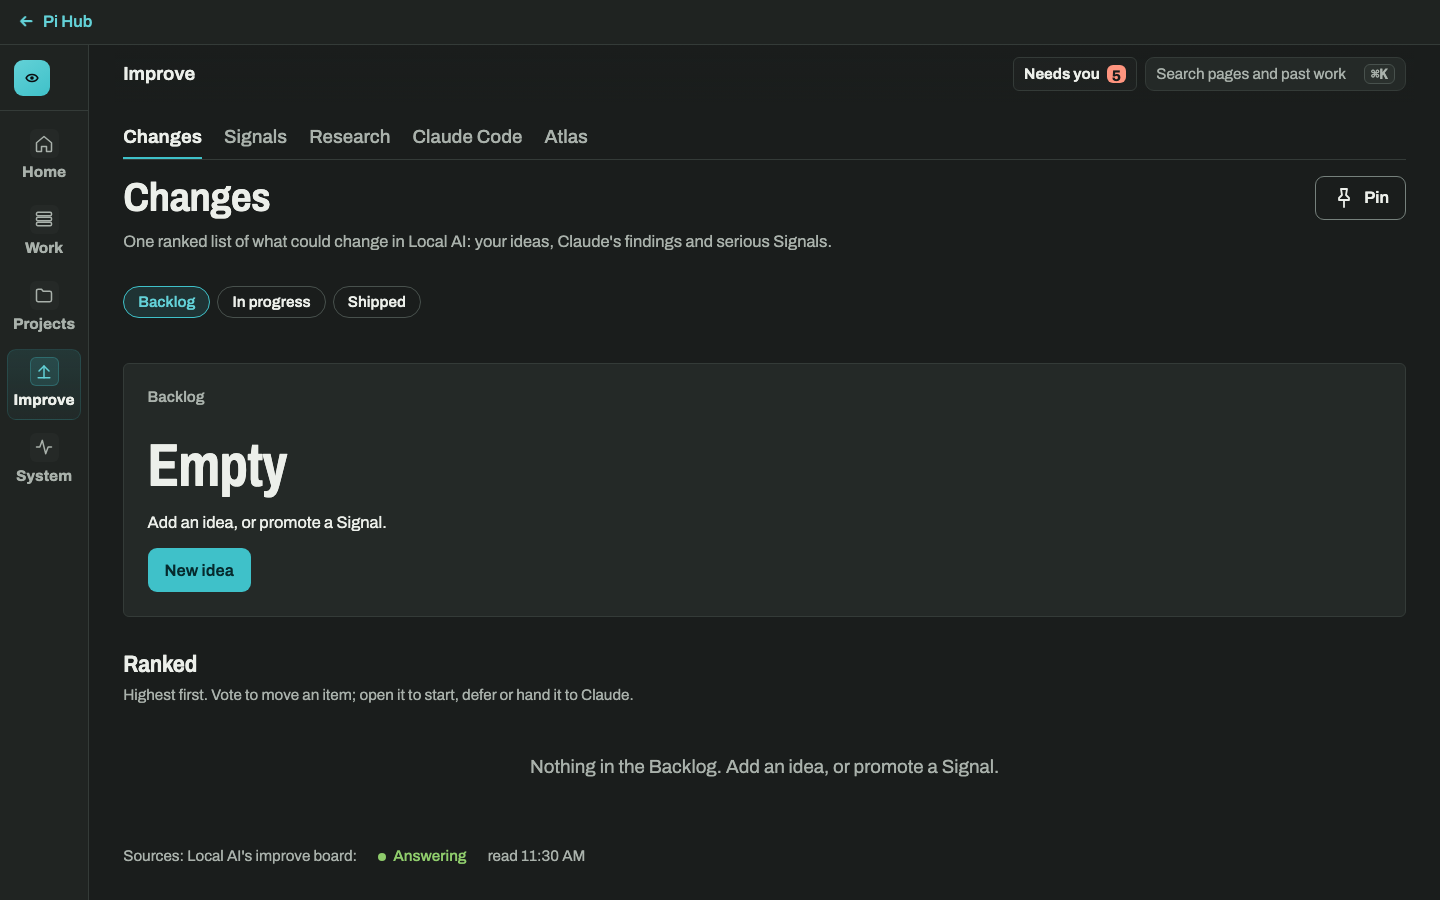 Pi Hub
Improve
Needs you 5
Search pages and past work ⌘K
Home
Work
Projects
Improve
System
Changes Signals Research Claude Code Atlas
Changes
Pin
One ranked list of what could change in Local AI: your ideas, Claude's findings and serious Signals.
Backlog In progress Shipped
Backlog
Empty
Add an idea, or promote a Signal.
New idea
Ranked
Highest first. Vote to move an item; open it to start, defer or hand it to Claude.
Nothing in the Backlog. Add an idea, or promote a Signal.
Sources: Local AI's improve board: Answering read 11:30 AM